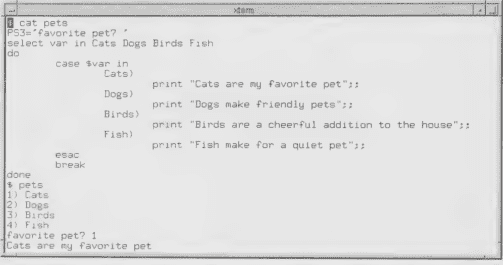 xterm
$ cat pets
PS3="favorite pet? "
select var in Cats Dogs Birds Fish
do
        case $var in
                Cats)
                        print "Cats are my favorite pet";;
                Dogs)
                        print "Dogs make friendly pets";;
                Birds)
                        print "Birds are a cheerful addition to the house";;
                Fish)
                        print "Fish make for a quiet pet";;
        esac
        break
done
$ pets
1) Cats
2) Dogs
3) Birds
4) Fish
favorite pet? 1
Cats are my favorite pet